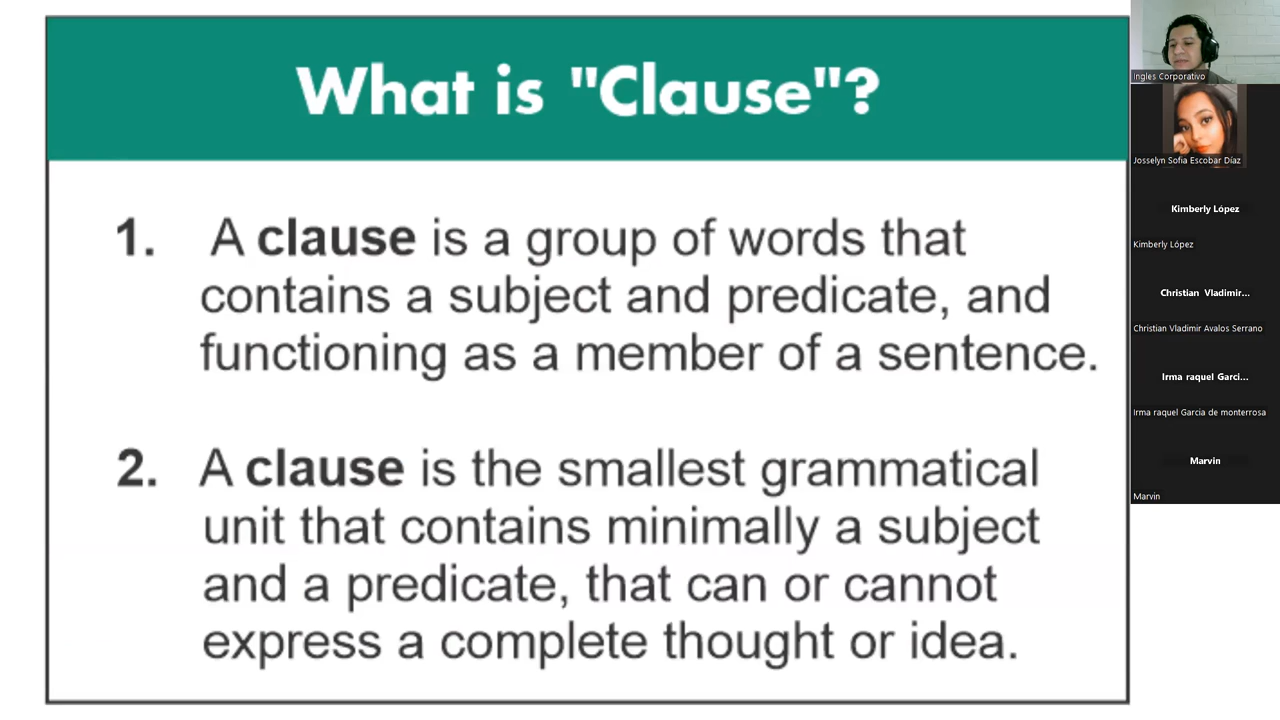 What is "Clause"?
1. A clause is a group of words that
contains a subject and predicate, and
functioning as a member of a sentence.
2. A clause is the smallest grammatical
unit that contains minimally a subject
and a predicate, that can or cannot
express a complete thought or idea.
Ingles Corporativo
Josselyn Sofia Escobar Díaz
Kimberly López
Kimberly López
Christian Vladimir...
Christian Vladimir Avalos Serrano
Irma raquel Garci...
Irma raquel Garcia de monterrosa
Marvin
Marvin